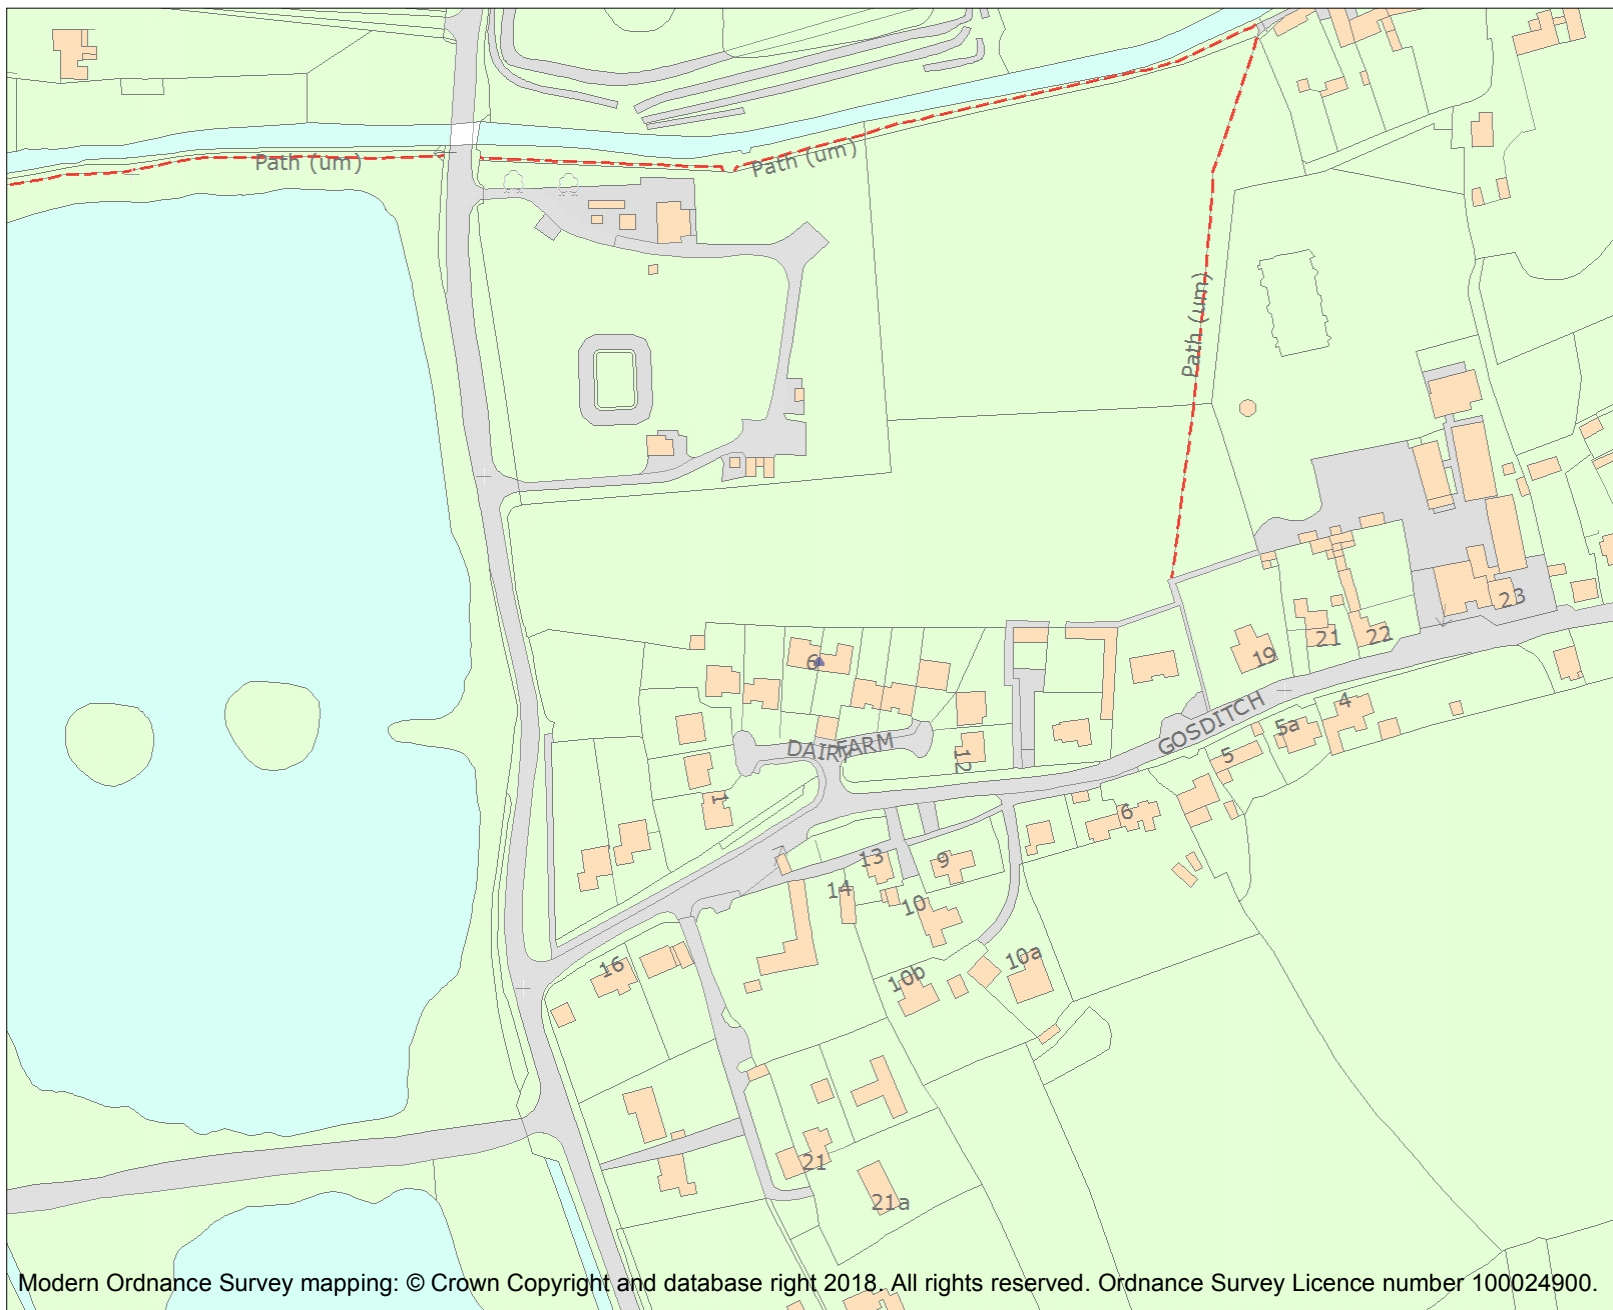 Path (um)
Path (um)
Path (um)
6
DAIRY FARM
12
1
GOSDITCH
19
21
22
23
4
5a
5
6
13
9
14
10
10a
10b
16
21
21a
Modern Ordnance Survey mapping: © Crown Copyright and database right 2018. All rights reserved. Ordnance Survey Licence number 100024900.